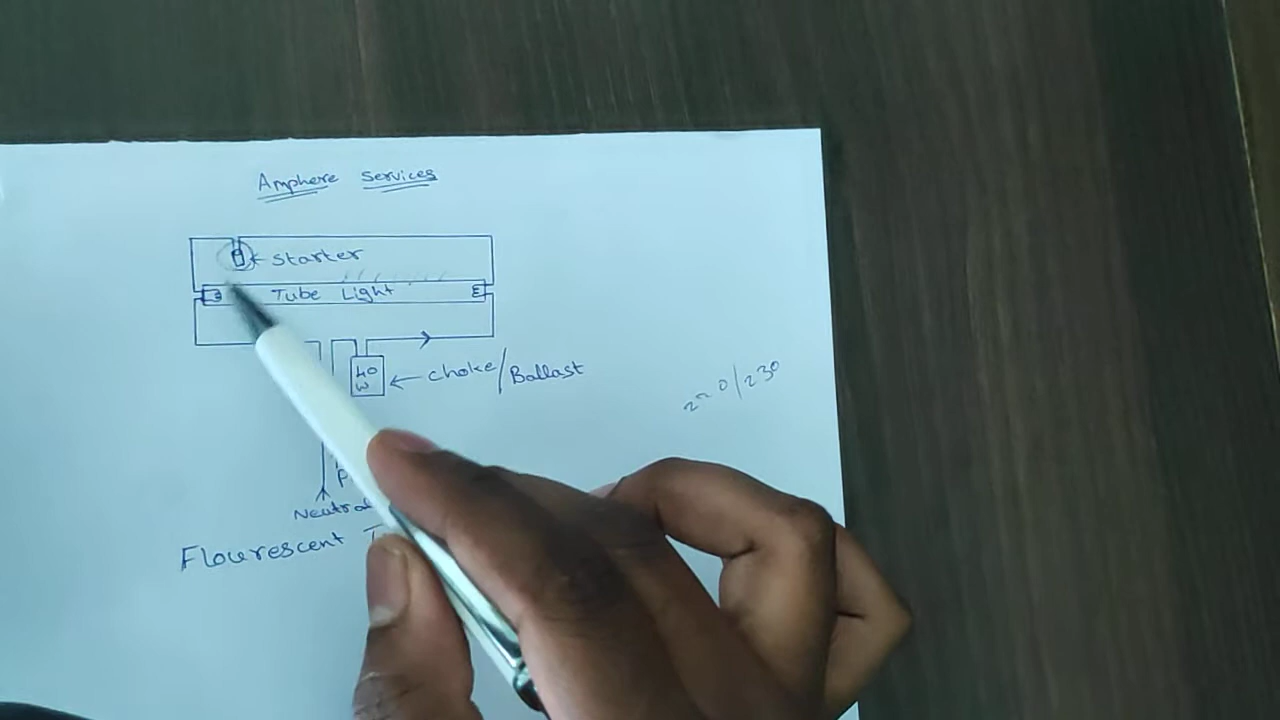 Amphere Services
Starter
Tube Light
40
W
Choke/Ballast
220/230
P
Neutral
Flourescent T